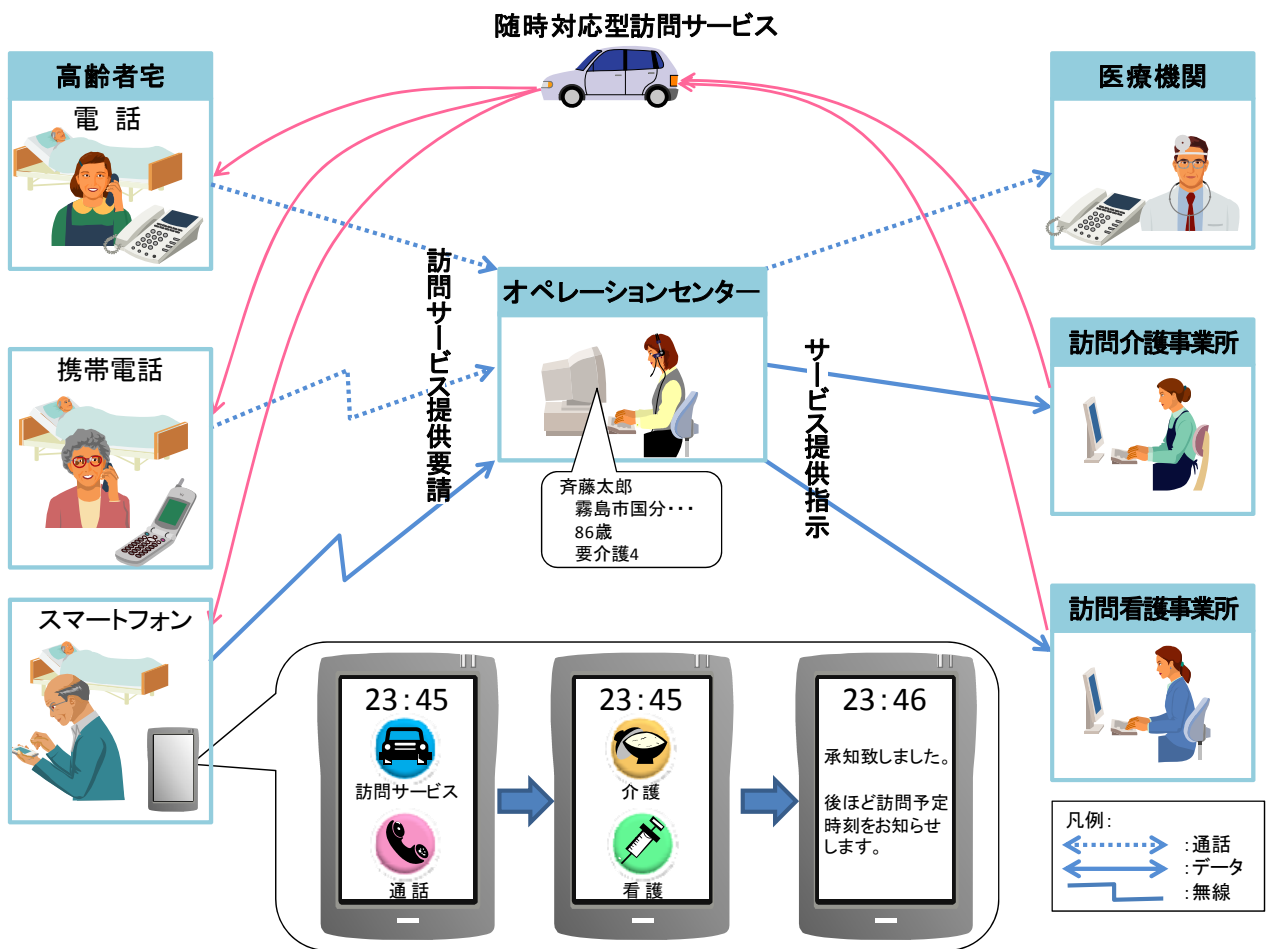 随時対応型訪問サービス
高齢者宅
電 話
医療機関
訪問サービス提供要請
オペレーションセンター
サービス提供指示
訪問介護事業所
携帯電話
斉藤太郎
霧島市国分・・・
86歳
要介護4
訪問看護事業所
スマートフォン
23:45
訪問サービス
通話
23:45
介護
看護
23:46
承知致しました。
後ほど訪問予定
時刻をお知らせ
します。
凡例:
:通話
:データ
:無線